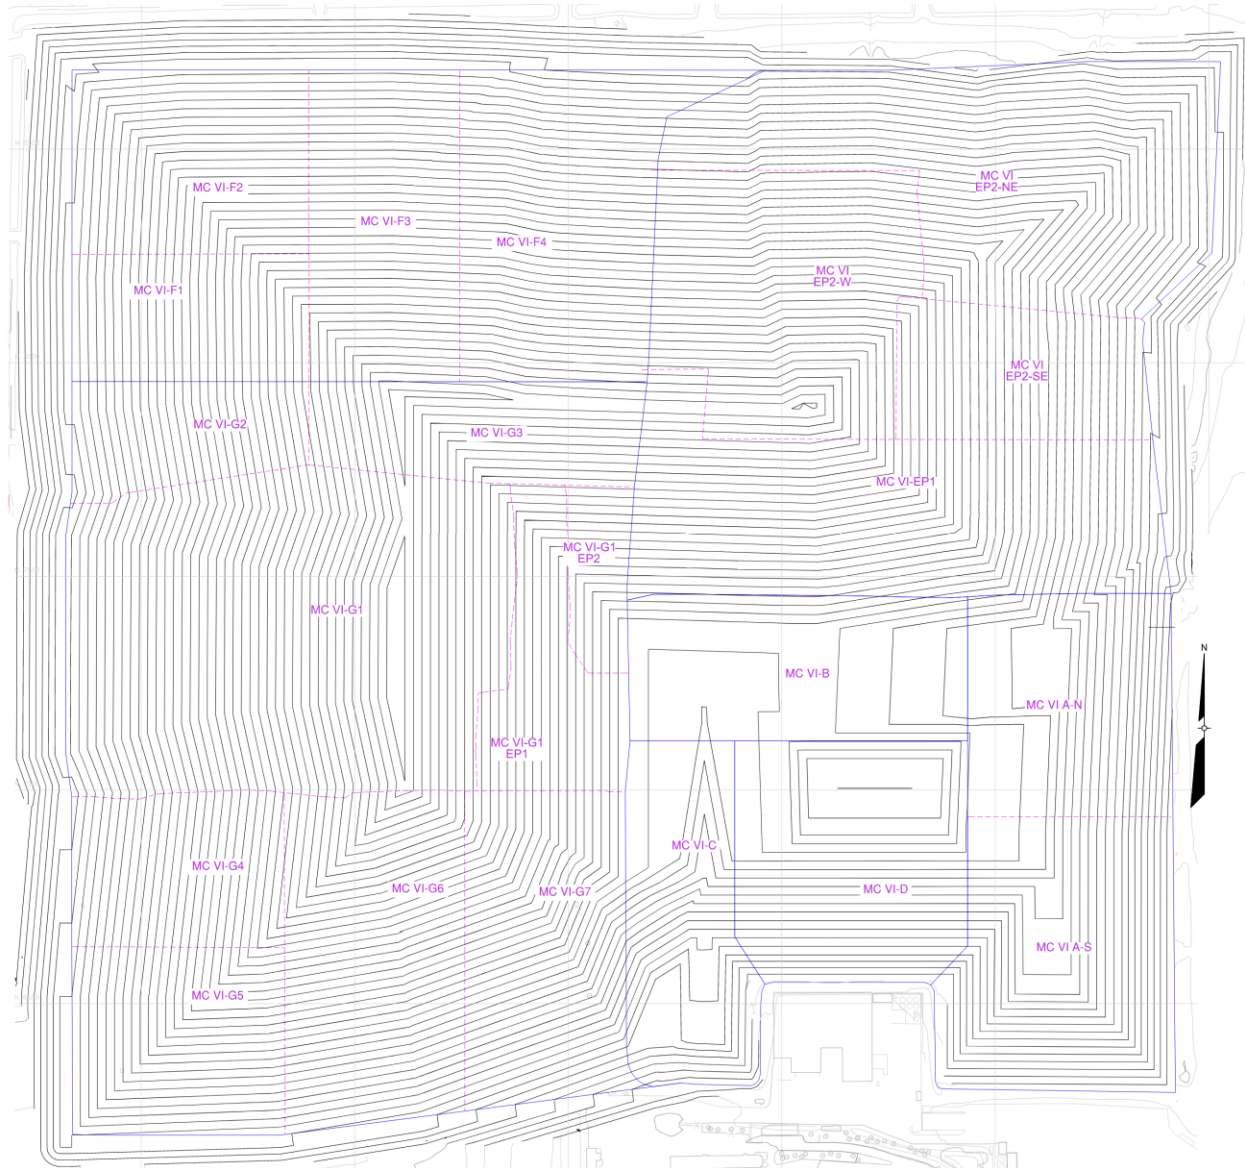 MC VI
EP2-NE
MC VI-F2
MC VI-F3
MC VI-F4
MC VI
EP2-W
MC VI-F1
MC VI
EP2-SE
MC VI-G2
MC VI-G3
MC VI-EP1
MC VI-G1
EP2
MC VI-G1
N
MC VI-B
MC VI A-N
MC VI-G1
EP1
MC VI-C
MC VI-G4
MC VI-G6
MC VI-G7
MC VI-D
MC VI A-S
MC VI-G5